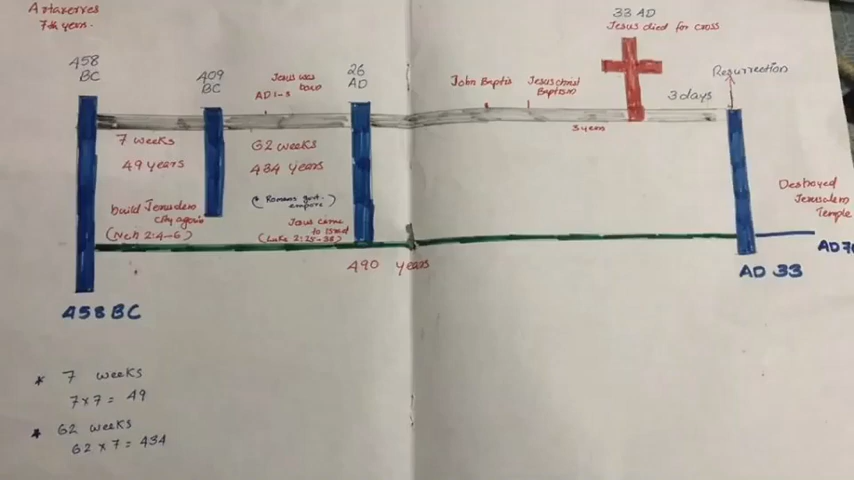 Artaxerxes
7th years.
458
BC
409
BC
Jesus was
born
AD 1-3
26
AD
John Baptis
Jesus christ
Baptism
33 AD
Jesus died for cross
3 days
Resurrection
3 years
7 weeks
49 years
62 weeks
434 years
(* Romans govt.
empire )
build Jerusalem
city again
(Neh 2:4-6)
Jesus came
to Israel
(Luke 2:25-38)
490 years
Destroyed
Jerusalem
Temple
AD 70
AD 33
458 BC
* 7 weeks
7x7 = 49
* 62 weeks
62 x 7 = 434